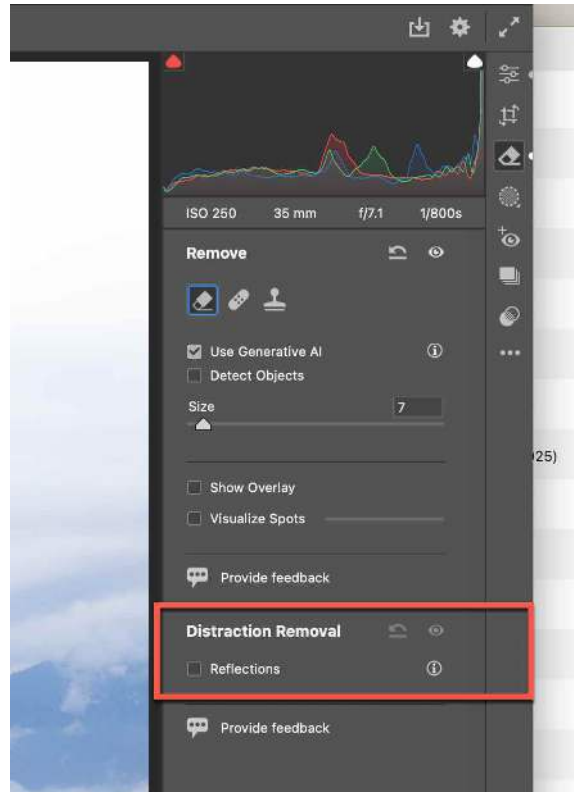 ISO 250 35 mm f/7.1 1/800s
Remove
Use Generative AI
Detect Objects
Size 7
025)
Show Overlay
Visualize Spots
Provide feedback
Distraction Removal
Reflections
Provide feedback